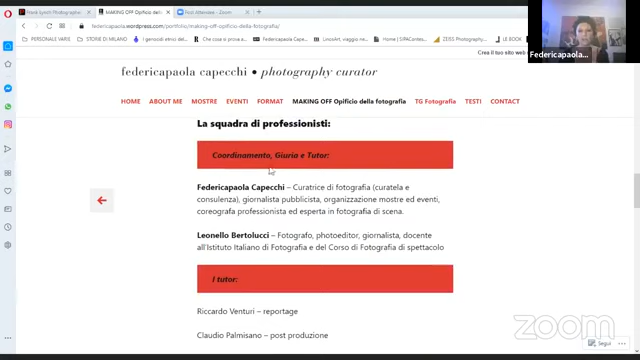 Frank Lynch Photographer
MAKING OFF Opificio della
Post Attendee - Zoom
federicapaola.wordpress.com/portfolio/making-off-opificio-della-fotografia/
PERSONALE VARIE
STORIE DI MILANO
I genocidi etnici del
Che cosa si prova a
Federicapaola Cape
LinosArt, viaggio ne
Home | SIPAContes
ZEISS Photography
LE BOOK
Crea il tuo sito web
Federicapaola...
federicapaola capecchi • photography curator
HOME ABOUT ME MOSTRE EVENTI FORMAT MAKING OFF Opificio della fotografia TG Fotografia TESTI CONTACT
La squadra di professionisti:
Coordinamento, Giuria e Tutor:
Federicapaola Capecchi – Curatrice di fotografia (curatela e
consulenza), giornalista pubblicista, organizzazione mostre ed eventi,
coreografa professionista ed esperta in fotografia di scena.
Leonello Bertolucci – Fotografo, photoeditor, giornalista, docente
all'Istituto Italiano di Fotografia e del Corso di Fotografia di spettacolo
I tutor:
Riccardo Venturi – reportage
Claudio Palmisano – post produzione
zoom
Segui